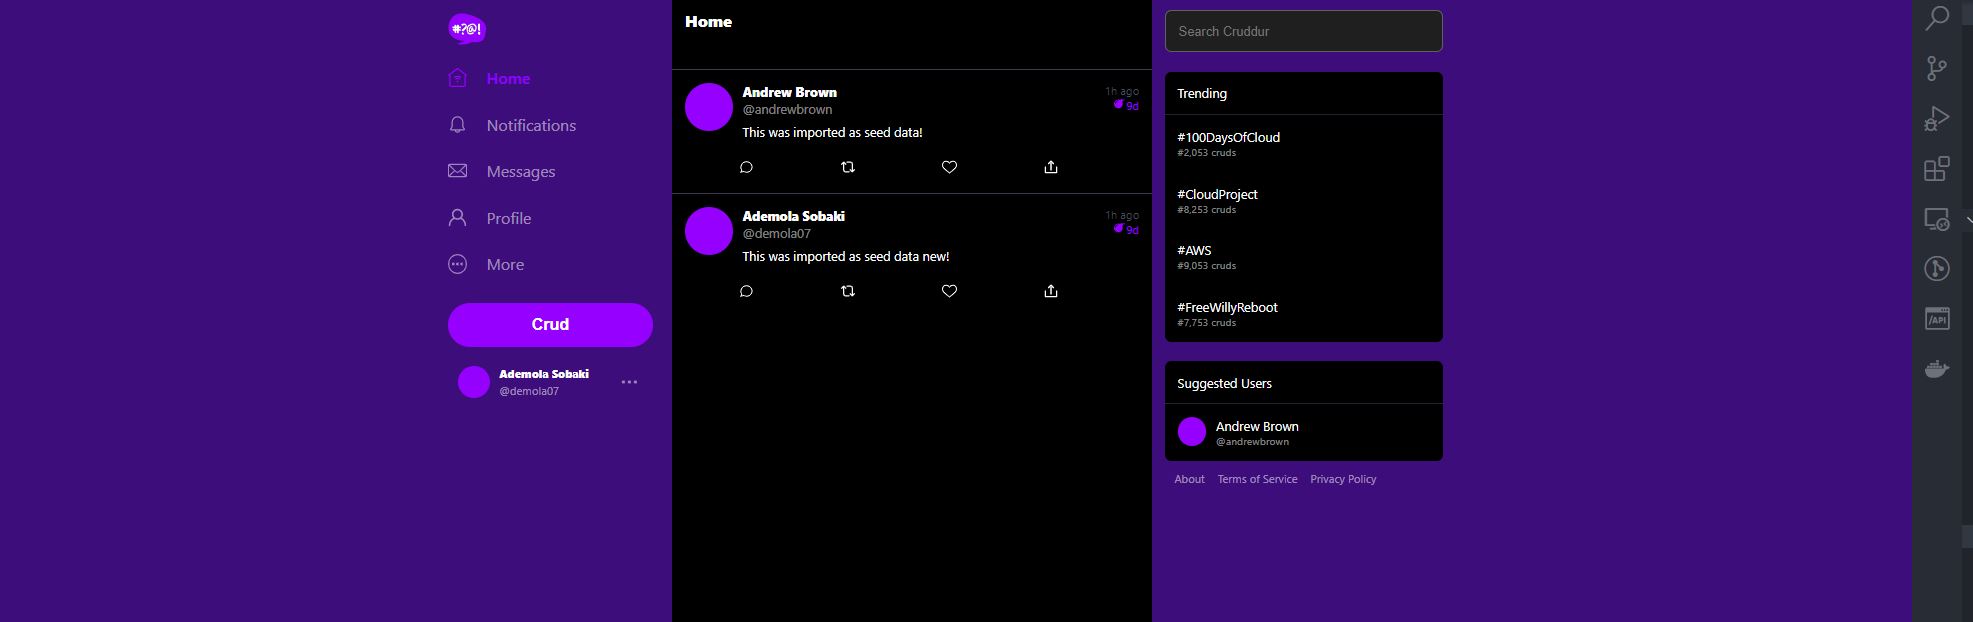 #?@!
Home
Notifications
Messages
Profile
More
Crud
Ademola Sobaki
@demola07
Home
Andrew Brown
1h ago
@andrewbrown
9d
This was imported as seed data!
Ademola Sobaki
1h ago
@demola07
9d
This was imported as seed data new!
Search Cruddur
Trending
#100DaysOfCloud
#2,053 cruds
#CloudProject
#8,253 cruds
#AWS
#9,053 cruds
#FreeWillyReboot
#7,753 cruds
Suggested Users
Andrew Brown
@andrewbrown
About Terms of Service Privacy Policy
/API